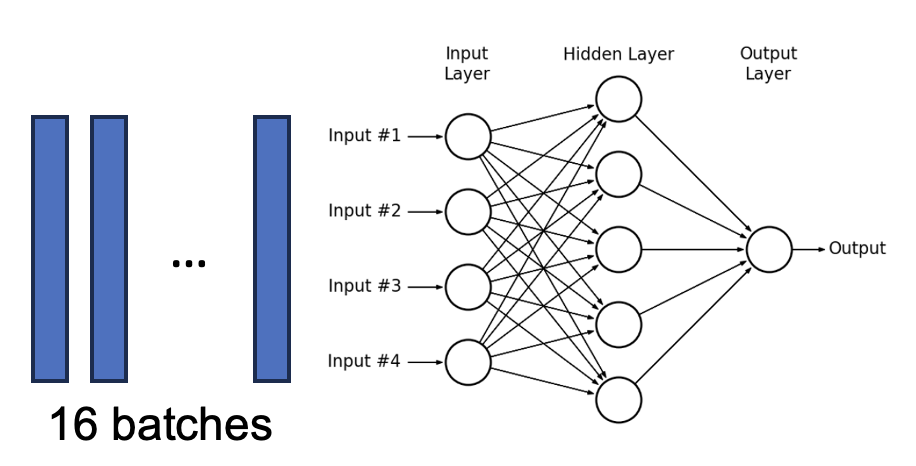 Input
Layer
Hidden Layer
Output
Layer
Input #1
Input #2
Input #3
Input #4
Output
...
16 batches